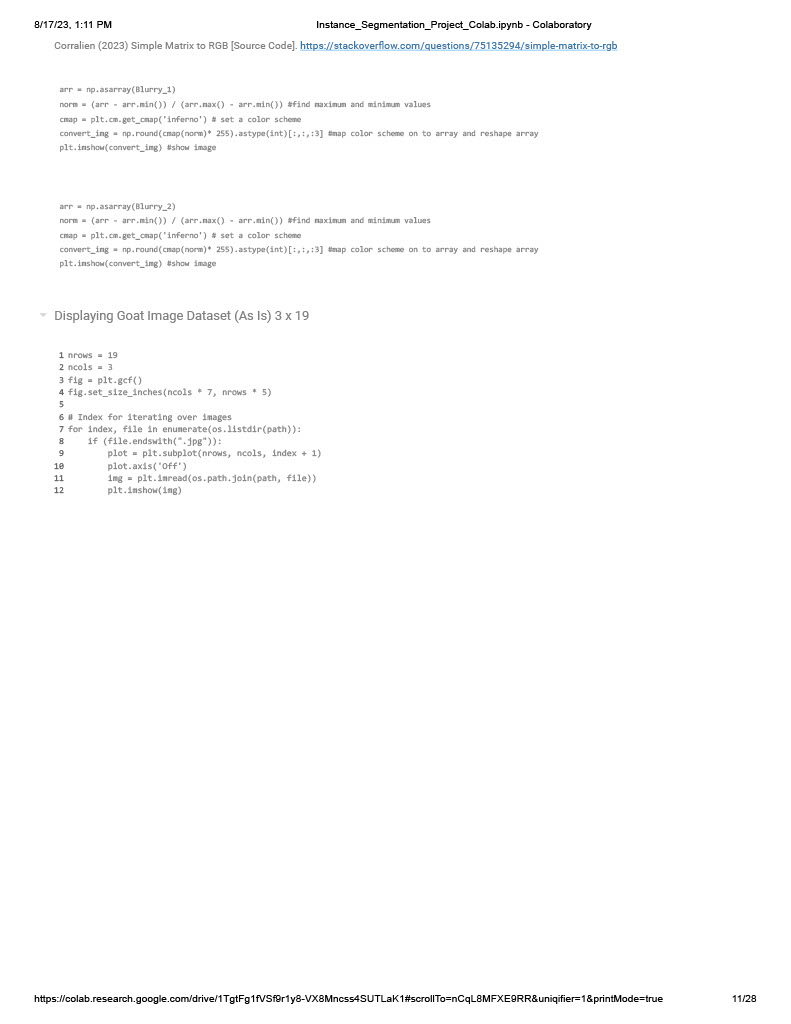 8/17/23, 1:11 PM Instance_Segmentation_Project_Colab.ipynb - Colaboratory
Corralien (2023) Simple Matrix to RGB [Source Code]. https://stackoverflow.com/questions/75135294/simple-matrix-to-rgb
arr = np.asarray(Blurry_1)
norm = (arr - arr.min()) / (arr.max() - arr.min()) #find maximum and minimum values
cmap = plt.cm.get_cmap('inferno') # set a color scheme
convert_img = np.round(cmap(norm)* 255).astype(int)[:,:,:3] #map color scheme on to array and reshape array
plt.imshow(convert_img) #show image
arr = np.asarray(Blurry_2)
norm = (arr - arr.min()) / (arr.max() - arr.min()) #find maximum and minimum values
cmap = plt.cm.get_cmap('inferno') # set a color scheme
convert_img = np.round(cmap(norm)* 255).astype(int)[:,:,:3] #map color scheme on to array and reshape array
plt.imshow(convert_img) #show image
Displaying Goat Image Dataset (As Is) 3 x 19
1 nrows = 19
2 ncols = 3
3 fig = plt.gcf()
4 fig.set_size_inches(ncols * 7, nrows * 5)
5
6 # Index for iterating over images
7 for index, file in enumerate(os.listdir(path)):
8     if (file.endswith(".jpg")):
9         plot = plt.subplot(nrows, ncols, index + 1)
10         plot.axis('Off')
11         img = plt.imread(os.path.join(path, file))
12         plt.imshow(img)
https://colab.research.google.com/drive/1TgtFg1fVSf9r1y8-VX8Mncss4SUTLaK1#scrollTo=nCqL8MFXE9RR&uniqifier=1&printMode=true 11/28